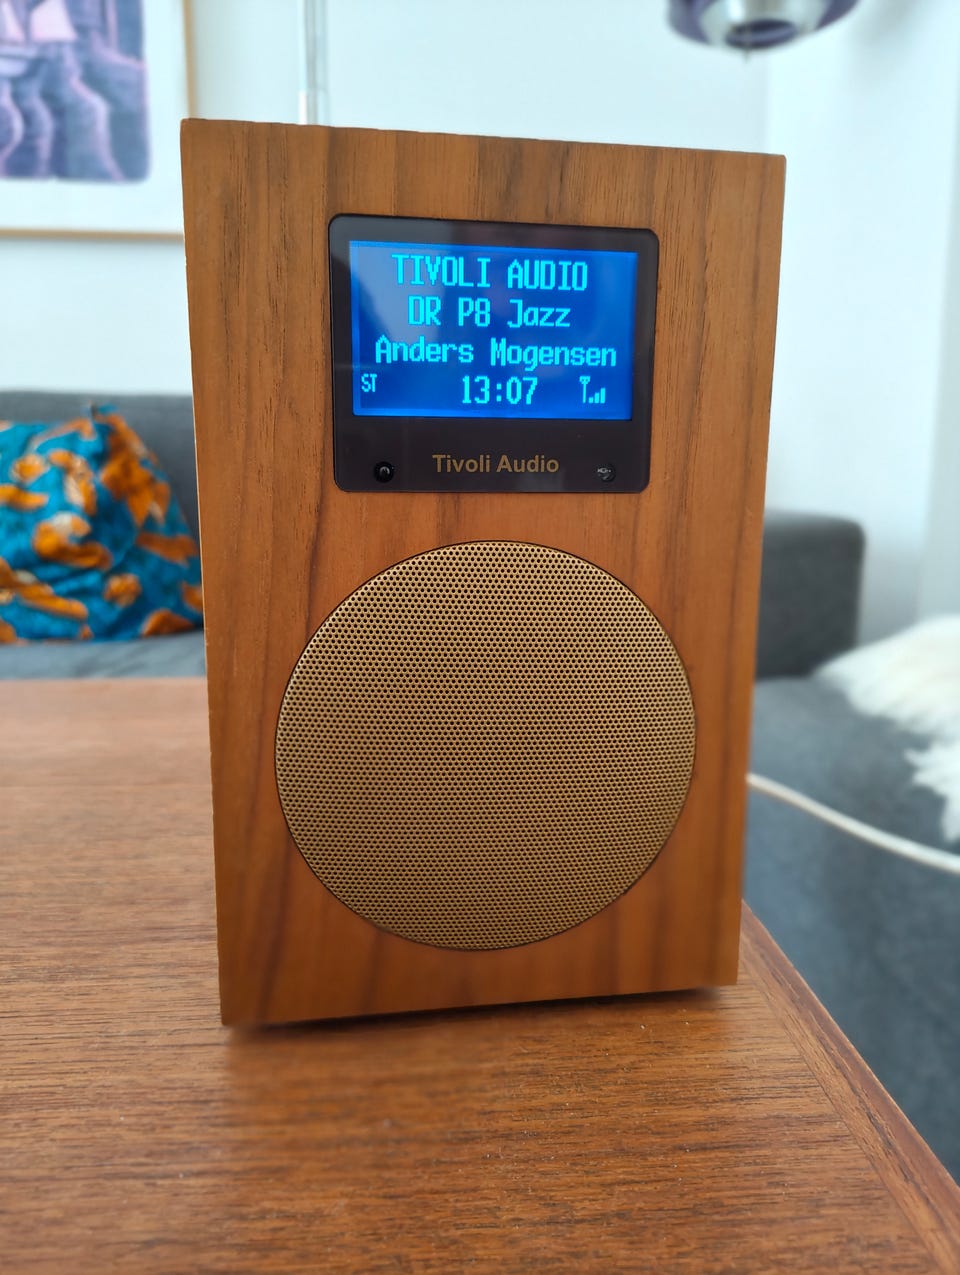 TIVOLI AUDIO
DR P8 Jazz
Anders Mogensen
ST 13:07
Tivoli Audio